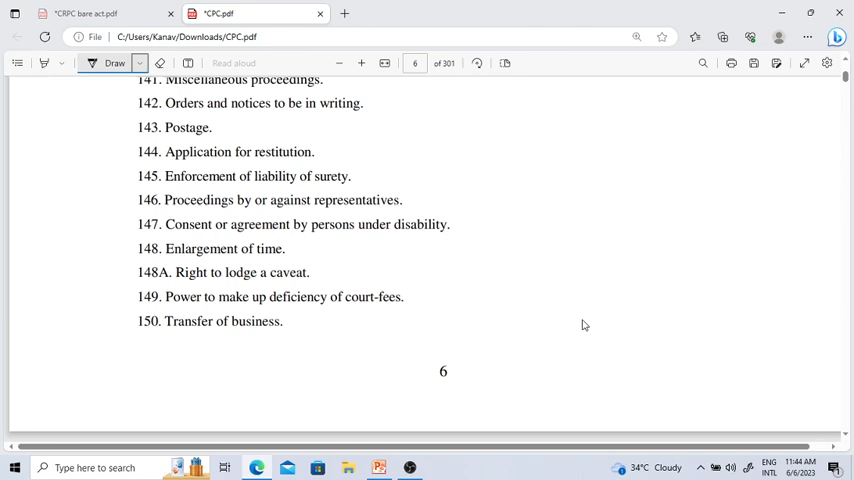 *CRPC bare act.pdf
*CPC.pdf
File
C:/Users/Kanav/Downloads/CPC.pdf
Draw
Read aloud
6
of 301
141. Miscellaneous proceedings.
142. Orders and notices to be in writing.
143. Postage.
144. Application for restitution.
145. Enforcement of liability of surety.
146. Proceedings by or against representatives.
147. Consent or agreement by persons under disability.
148. Enlargement of time.
148A. Right to lodge a caveat.
149. Power to make up deficiency of court-fees.
150. Transfer of business.
6
Type here to search
34°C Cloudy
ENG
INTL
11:44 AM
6/6/2023
1